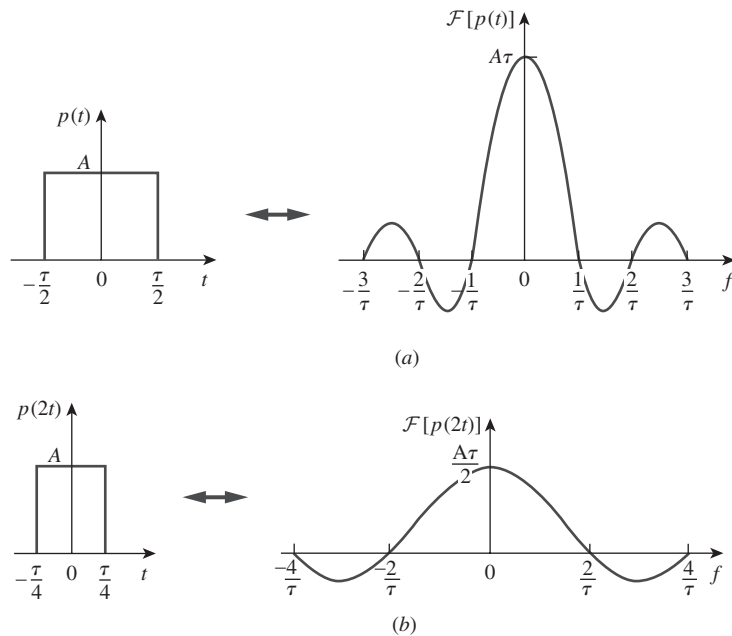 ℱ[p(t)]
Aτ
p(t)
A
−τ/2 0 τ/2 t
−3/τ −2/τ −1/τ 0 1/τ 2/τ 3/τ f
(a)
p(2t)
A
−τ/4 0 τ/4 t
ℱ[p(2t)]
Aτ/2
−4/τ −2/τ 0 2/τ 4/τ f
(b)